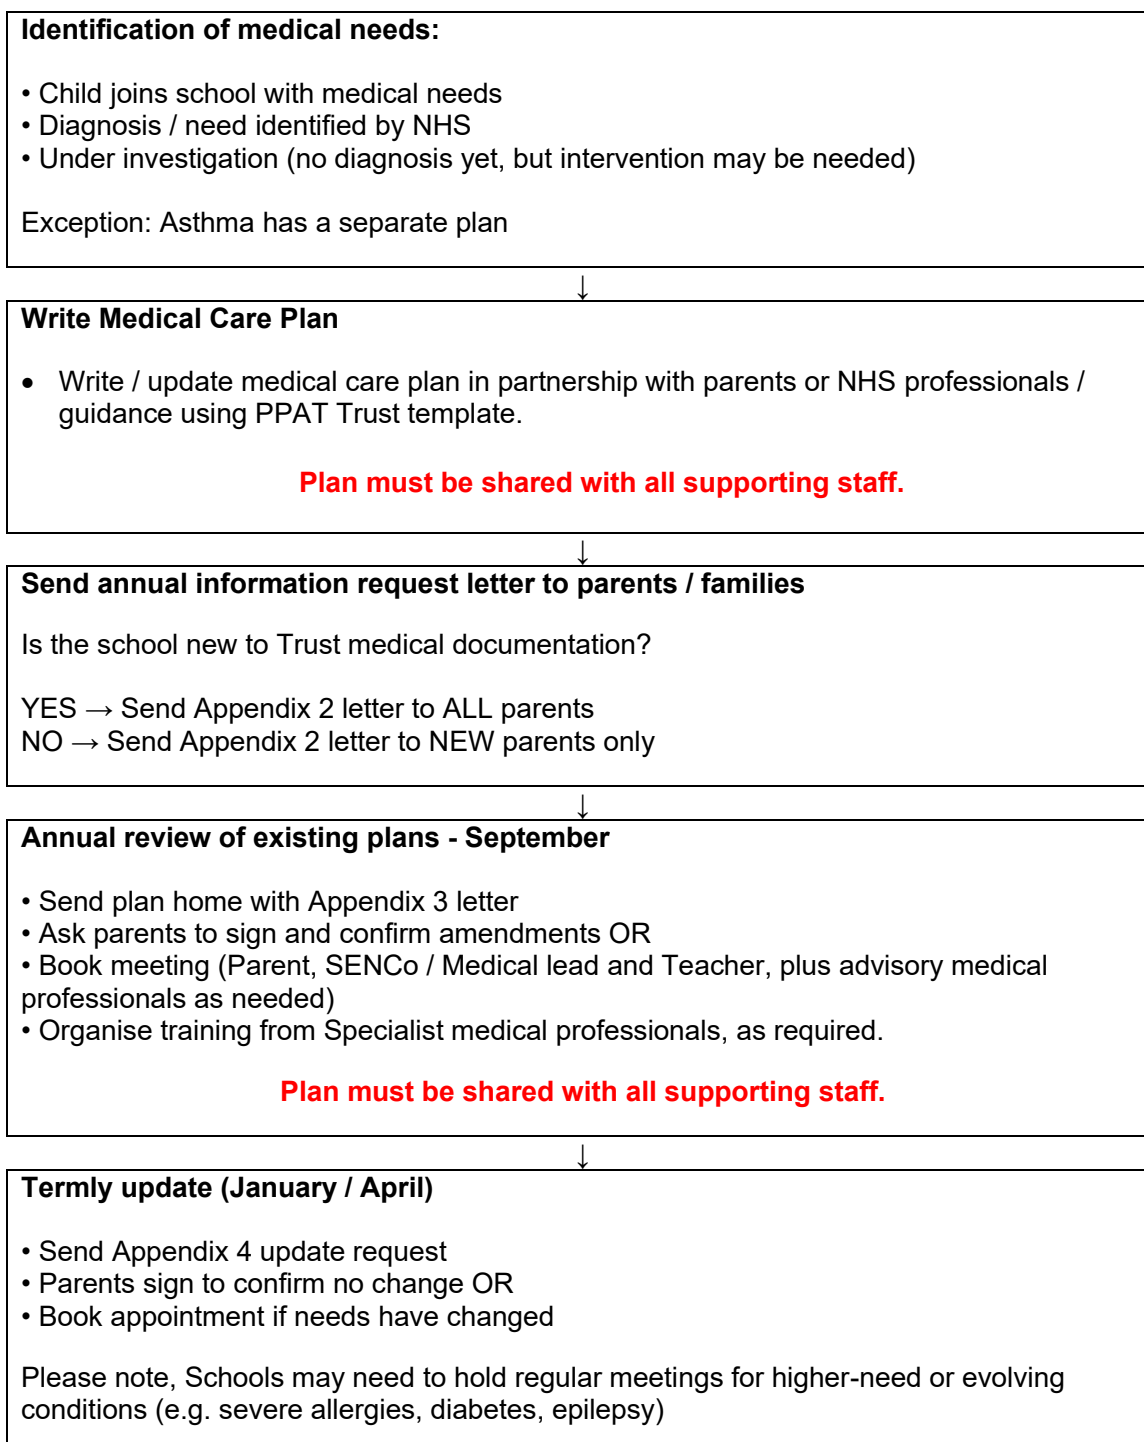 Identification of medical needs:
• Child joins school with medical needs
• Diagnosis / need identified by NHS
• Under investigation (no diagnosis yet, but intervention may be needed)
Exception: Asthma has a separate plan
↓
Write Medical Care Plan
• Write / update medical care plan in partnership with parents or NHS professionals /
guidance using PPAT Trust template.
Plan must be shared with all supporting staff.
↓
Send annual information request letter to parents / families
Is the school new to Trust medical documentation?
YES → Send Appendix 2 letter to ALL parents
NO → Send Appendix 2 letter to NEW parents only
↓
Annual review of existing plans - September
• Send plan home with Appendix 3 letter
• Ask parents to sign and confirm amendments OR
• Book meeting (Parent, SENCo / Medical lead and Teacher, plus advisory medical
professionals as needed)
• Organise training from Specialist medical professionals, as required.
Plan must be shared with all supporting staff.
↓
Termly update (January / April)
• Send Appendix 4 update request
• Parents sign to confirm no change OR
• Book appointment if needs have changed
Please note, Schools may need to hold regular meetings for higher-need or evolving
conditions (e.g. severe allergies, diabetes, epilepsy)